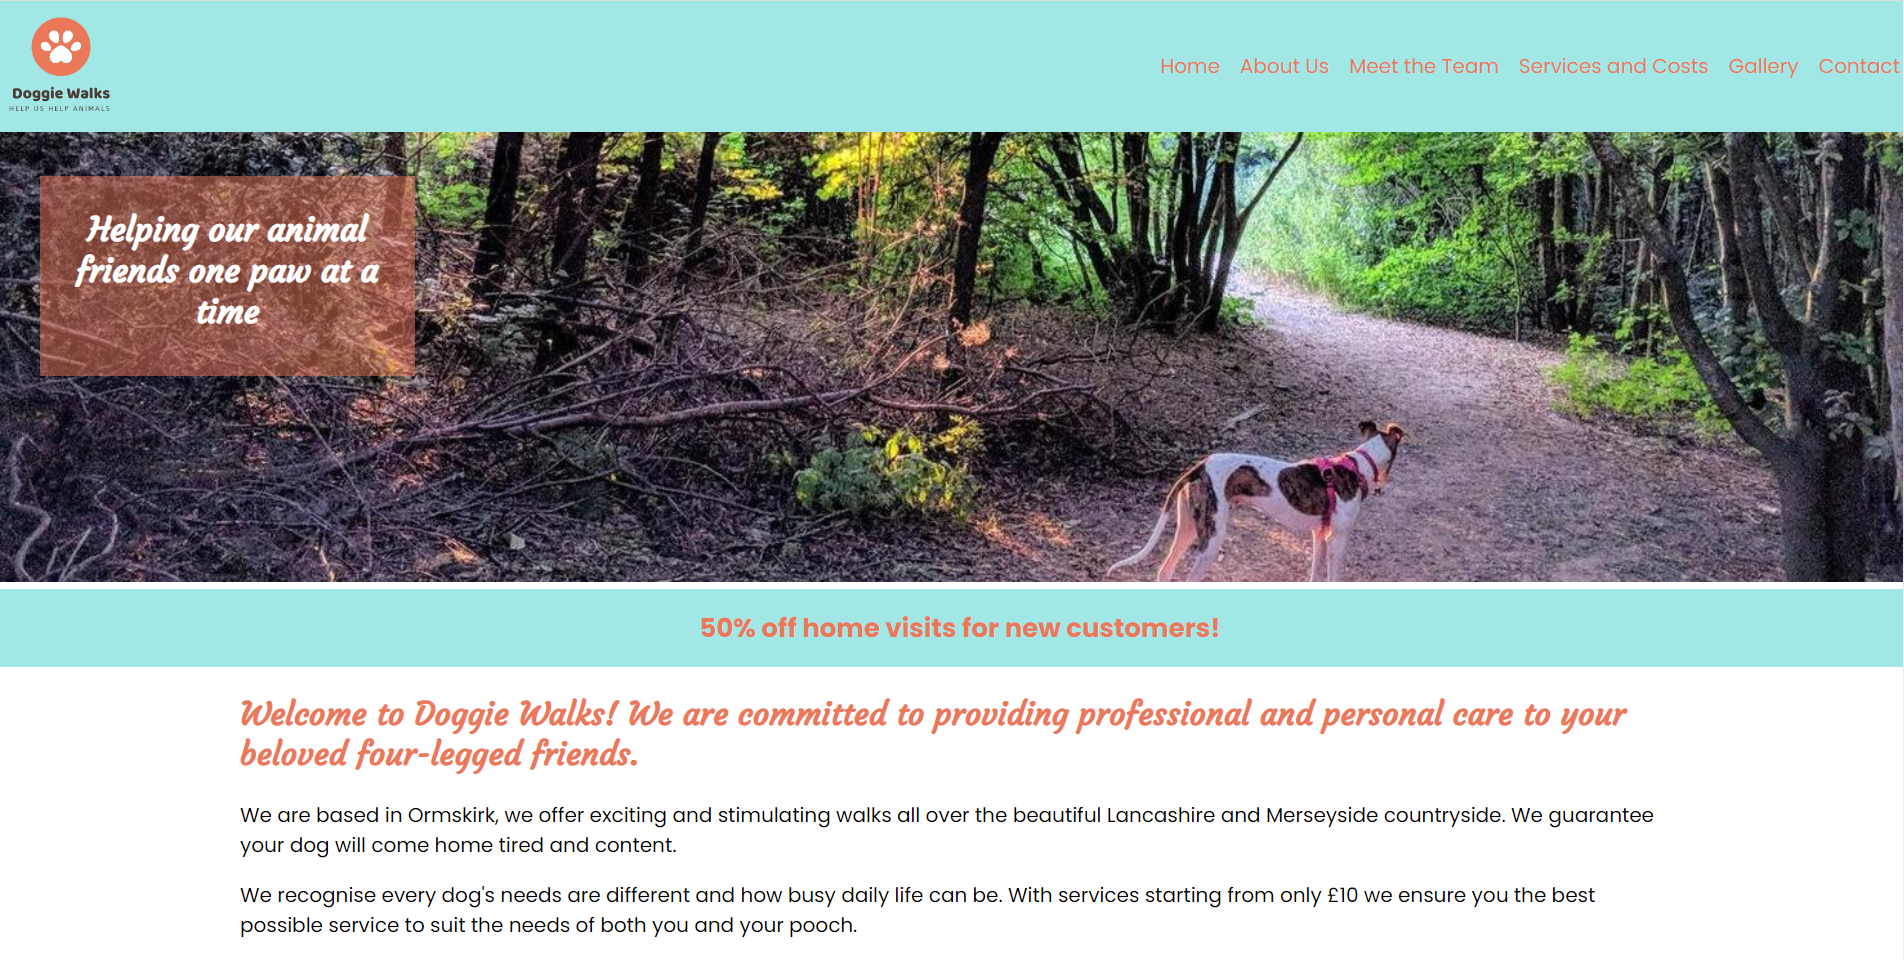 Doggie Walks
HELP US HELP ANIMALS
Home About Us Meet the Team Services and Costs Gallery Contact
Helping our animal
friends one paw at a
time
50% off home visits for new customers!
Welcome to Doggie Walks! We are committed to providing professional and personal care to your
beloved four-legged friends.
We are based in Ormskirk, we offer exciting and stimulating walks all over the beautiful Lancashire and Merseyside countryside. We guarantee
your dog will come home tired and content.
We recognise every dog's needs are different and how busy daily life can be. With services starting from only £10 we ensure you the best
possible service to suit the needs of both you and your pooch.